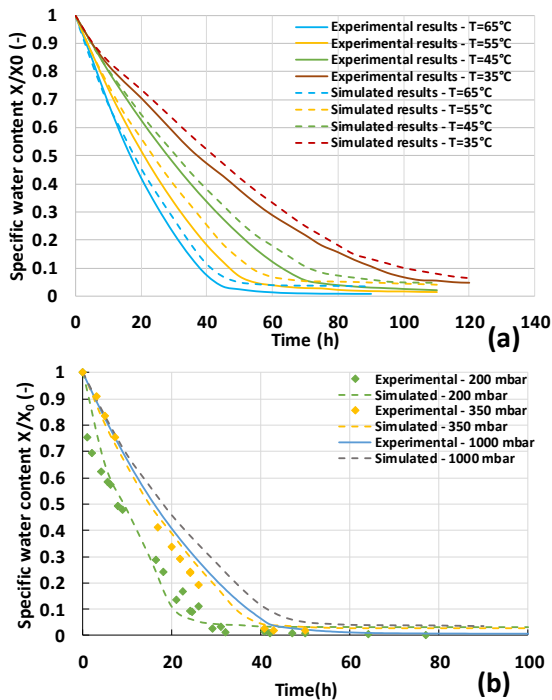 Specific water content X/X0 (-)
1
0.9
0.8
0.7
0.6
0.5
0.4
0.3
0.2
0.1
0
Experimental results - T=65°C
Experimental results - T=55°C
Experimental results - T=45°C
Experimental results - T=35°C
Simulated results - T=65°C
Simulated results - T=55°C
Simulated results - T=45°C
Simulated results - T=35°C
0 20 40 60 80 100 120 140
Time (h)
(a)
Specific water content X/X₀ (-)
1
0.9
0.8
0.7
0.6
0.5
0.4
0.3
0.2
0.1
0
Experimental - 200 mbar
Simulated - 200 mbar
Experimental - 350 mbar
Simulated - 350 mbar
Experimental - 1000 mbar
Simulated - 1000 mbar
0 20 40 60 80 100
Time(h)
(b)